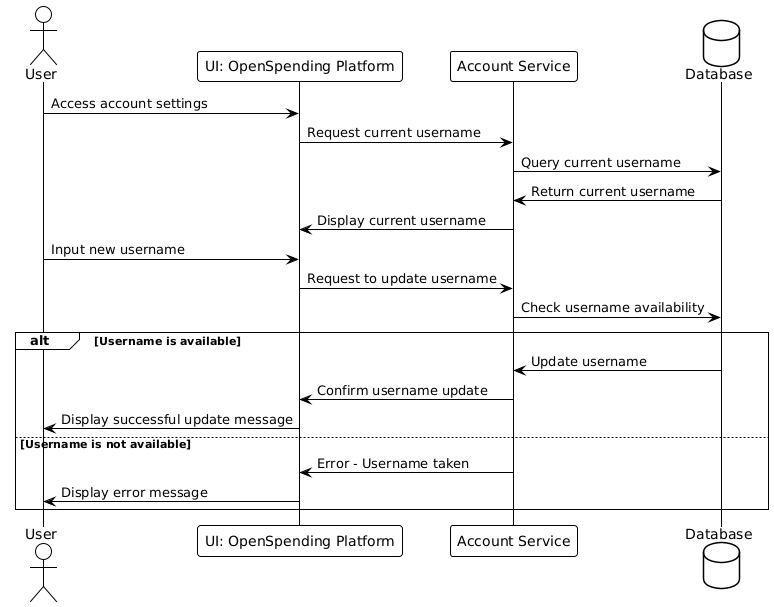 User
UI: OpenSpending Platform
Account Service
Database
Access account settings
Request current username
Query current username
Return current username
Display current username
Input new username
Request to update username
Check username availability
alt
[Username is available]
Update username
Confirm username update
Display successful update message
[Username is not available]
Error - Username taken
Display error message
User
UI: OpenSpending Platform
Account Service
Database